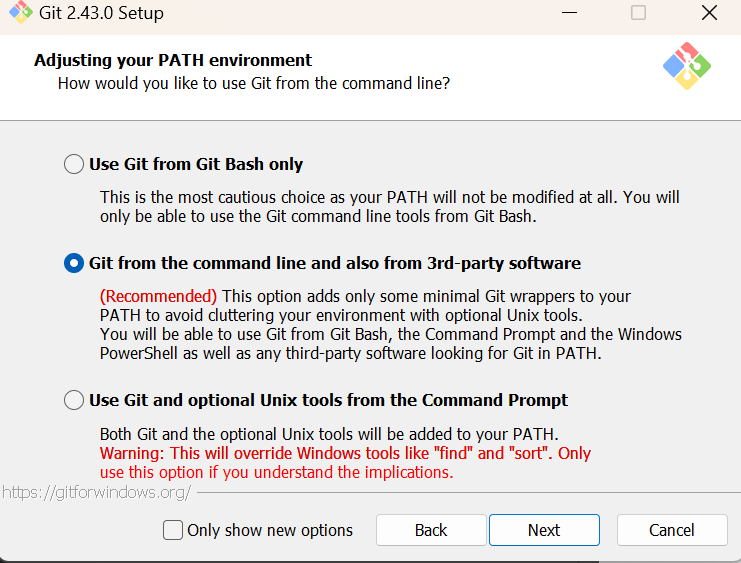 Git 2.43.0 Setup
Adjusting your PATH environment
How would you like to use Git from the command line?
Use Git from Git Bash only
This is the most cautious choice as your PATH will not be modified at all. You will
only be able to use the Git command line tools from Git Bash.
Git from the command line and also from 3rd-party software
(Recommended) This option adds only some minimal Git wrappers to your
PATH to avoid cluttering your environment with optional Unix tools.
You will be able to use Git from Git Bash, the Command Prompt and the Windows
PowerShell as well as any third-party software looking for Git in PATH.
Use Git and optional Unix tools from the Command Prompt
Both Git and the optional Unix tools will be added to your PATH.
Warning: This will override Windows tools like "find" and "sort". Only
use this option if you understand the implications.
https://gitforwindows.org/
Only show new options
Back
Next
Cancel